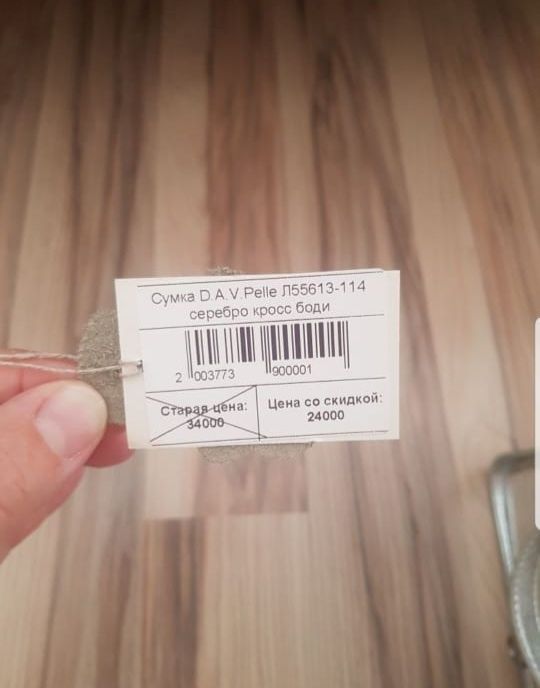 Сумка D.A.V.Pelle Л55613-114
серебро кросс боди
2 003773 900001
Старая цена:
34000
Цена со скидкой:
24000